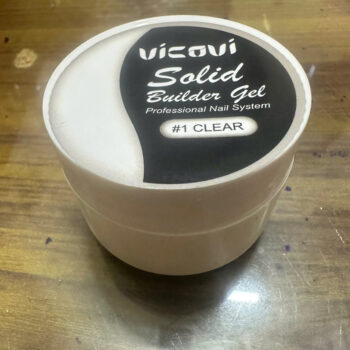 vicovi
Solid
Builder Gel
Professional Nail System
#1 CLEAR